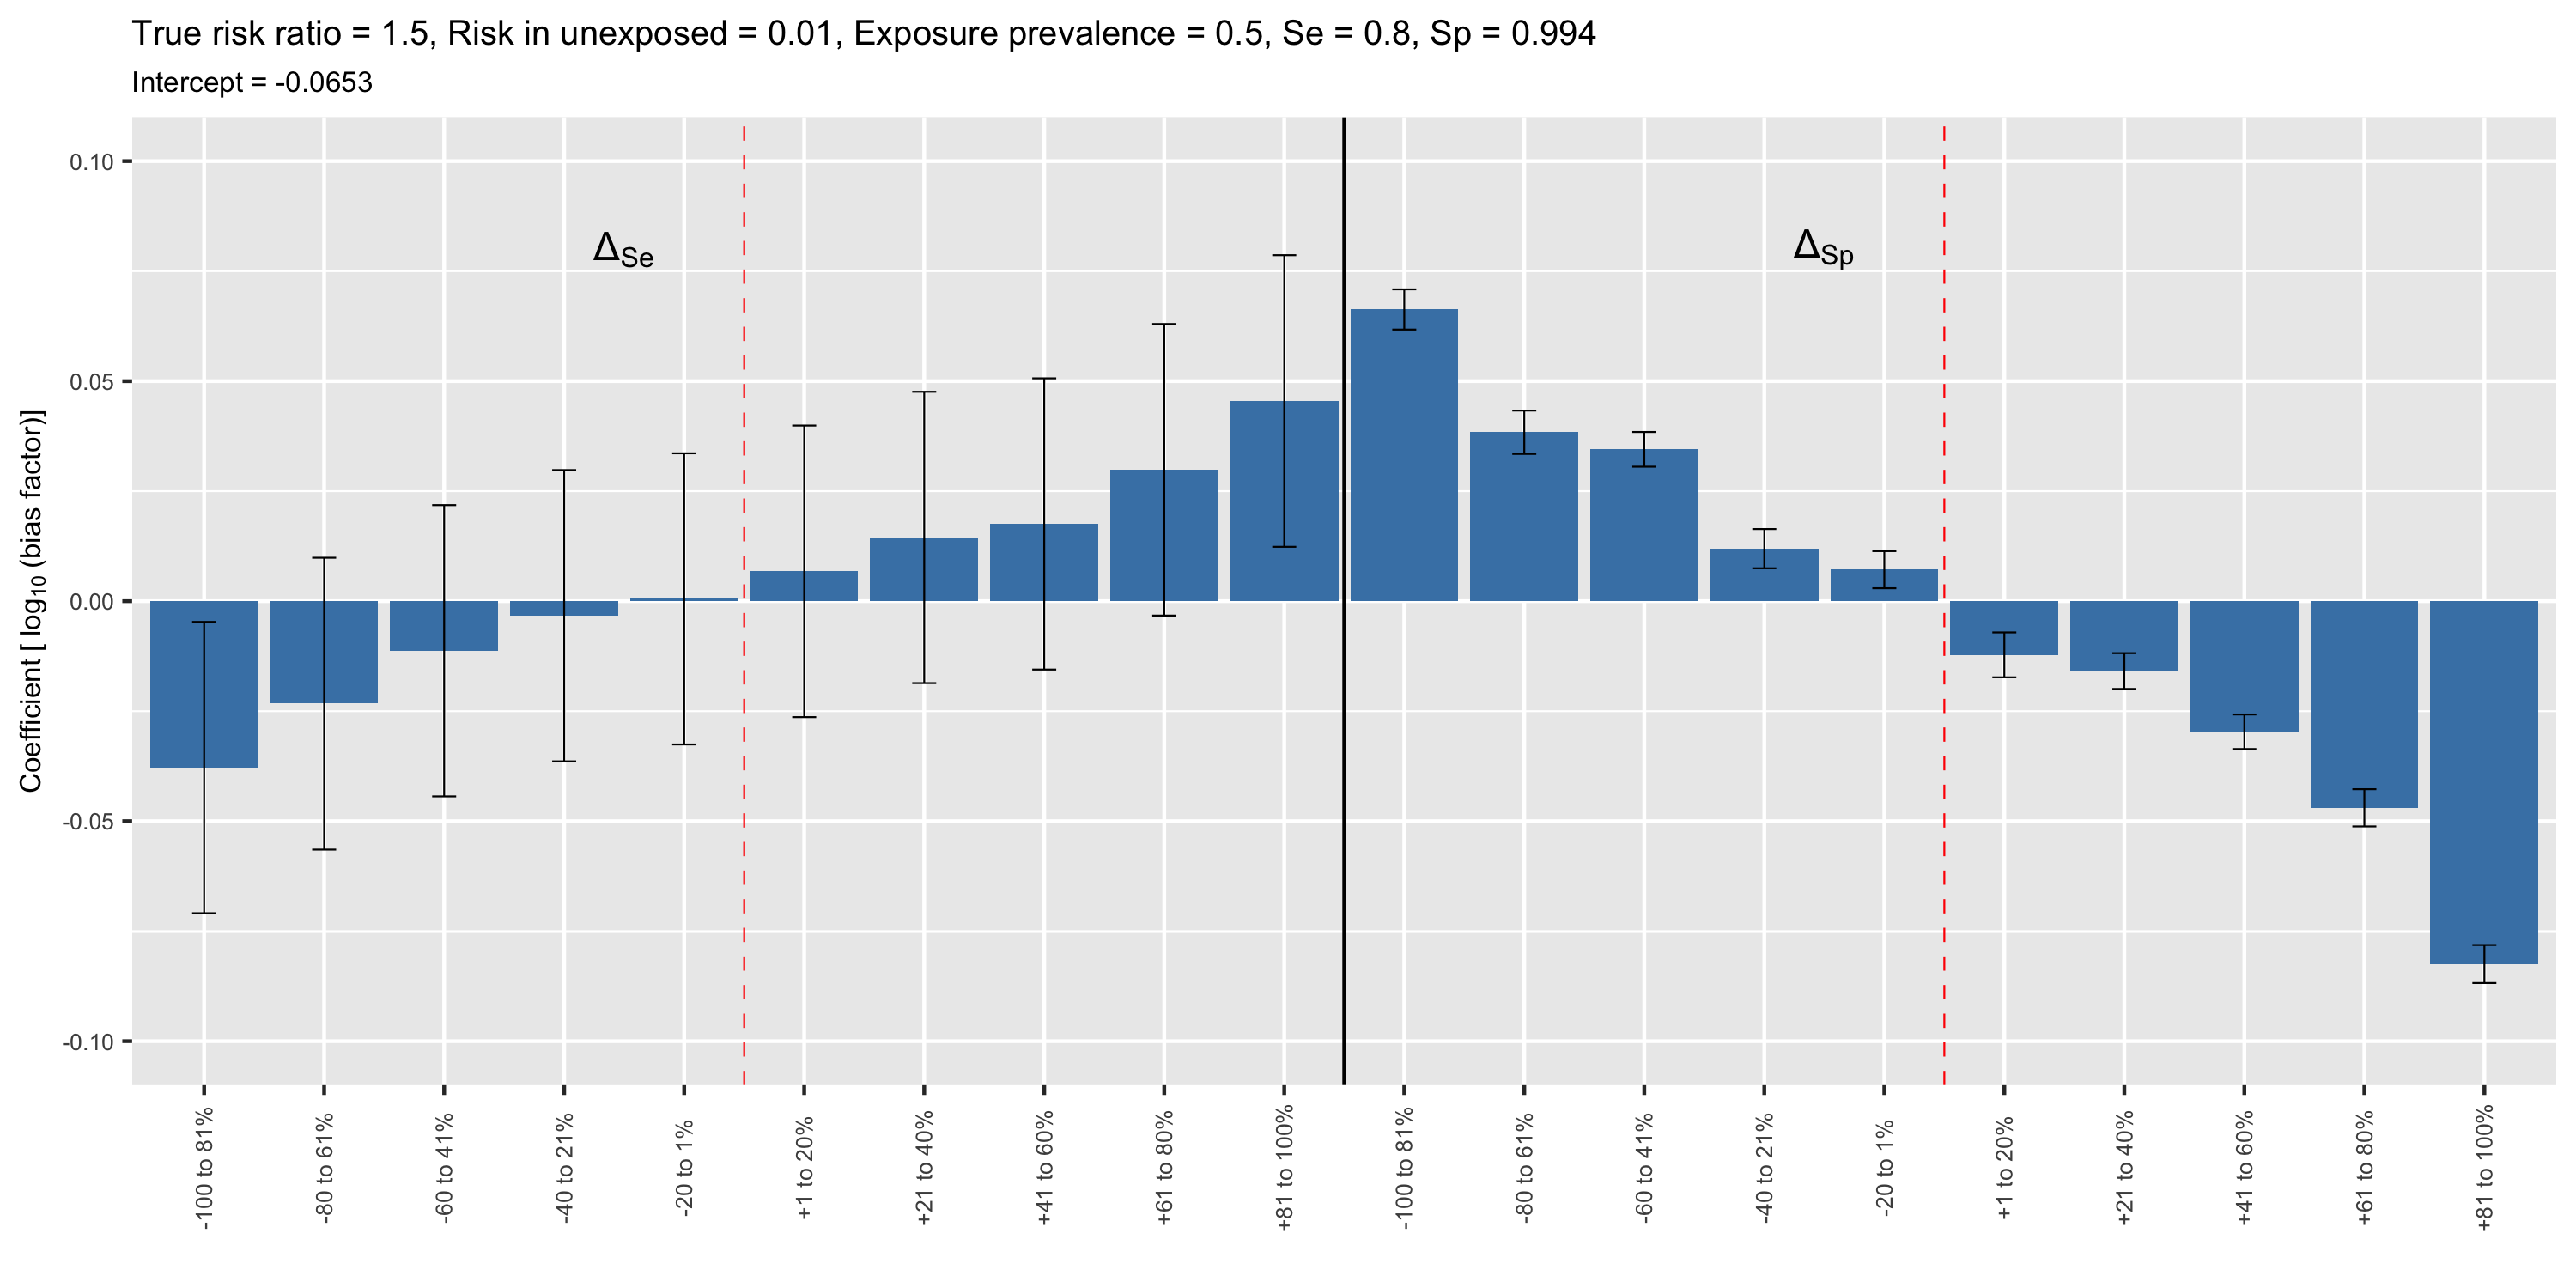 True risk ratio = 1.5, Risk in unexposed = 0.01, Exposure prevalence = 0.5, Se = 0.8, Sp = 0.994
Intercept = -0.0653
Coefficient [ log10 (bias factor)]
0.10
0.05
0.00
-0.05
-0.10
ΔSe
ΔSp
-100 to 81%
-80 to 61%
-60 to 41%
-40 to 21%
-20 to 1%
+1 to 20%
+21 to 40%
+41 to 60%
+61 to 80%
+81 to 100%
-100 to 81%
-80 to 61%
-60 to 41%
-40 to 21%
-20 to 1%
+1 to 20%
+21 to 40%
+41 to 60%
+61 to 80%
+81 to 100%